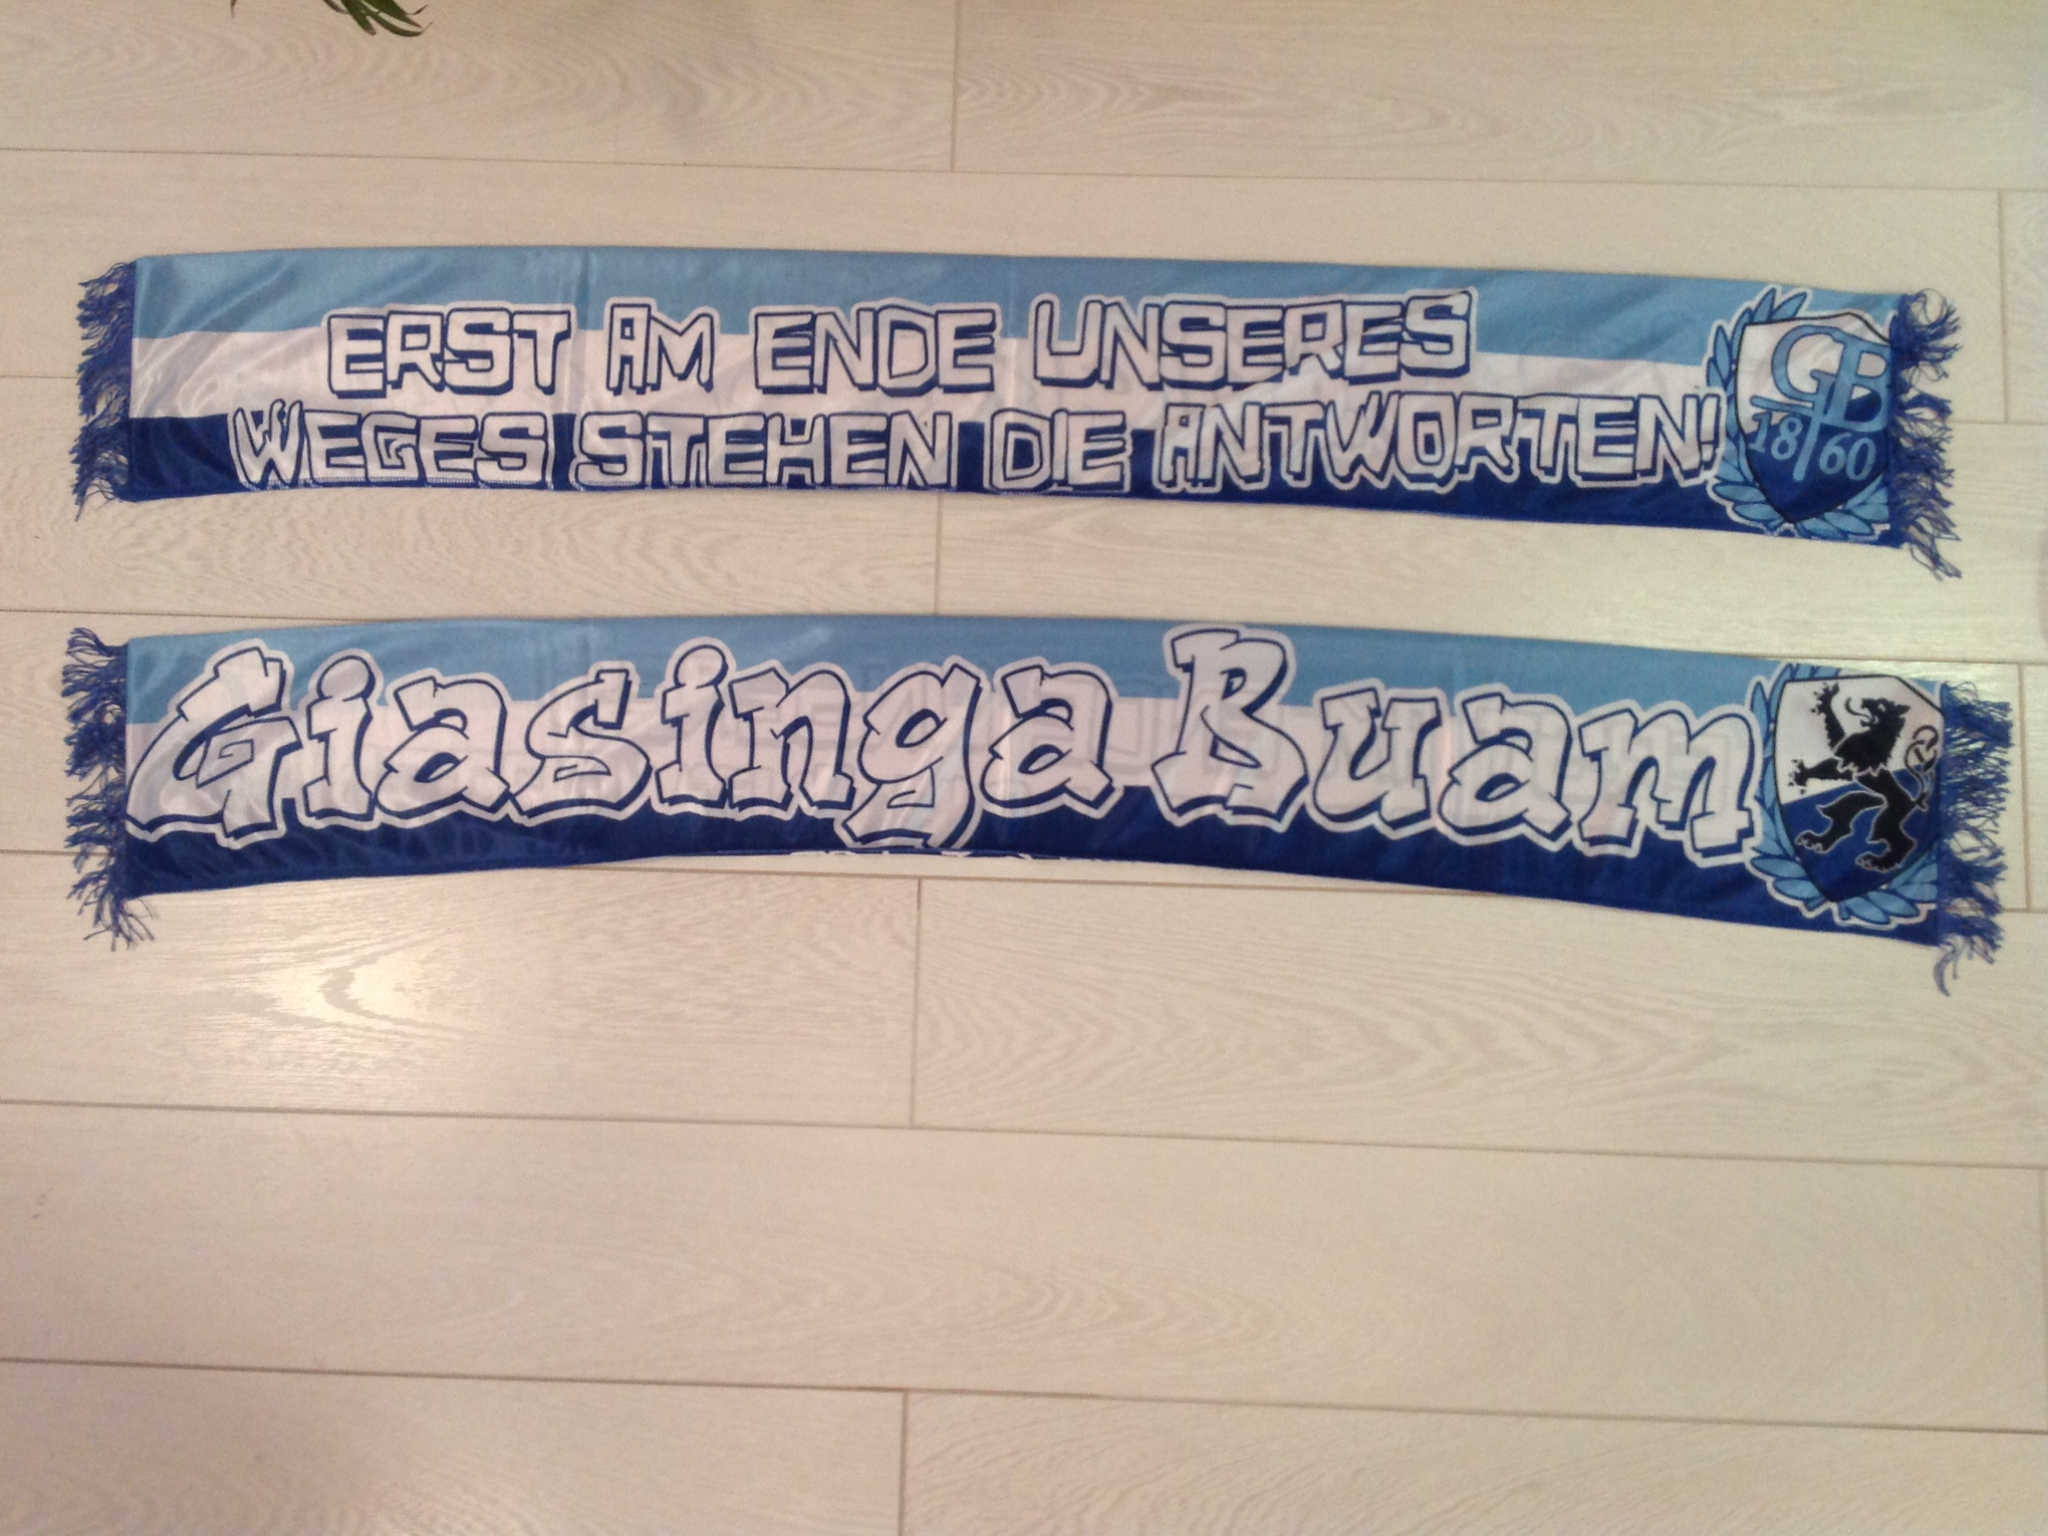 ERST AM ENDE UNSERES
WEGES STEHEN DIE ANTWORTEN!
GB
18 60
Giasinga Buam